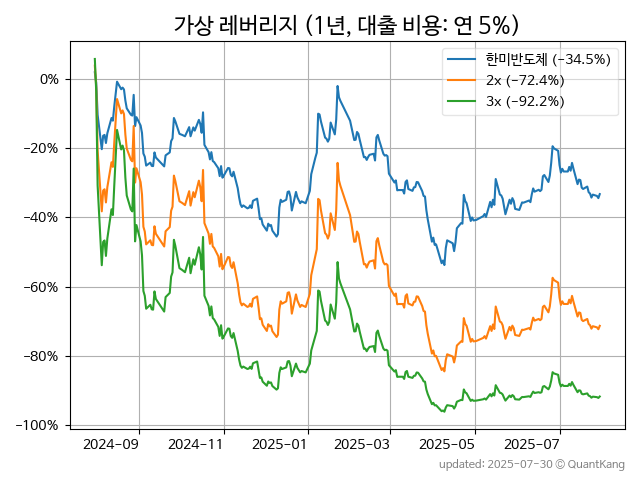 가상 레버리지 (1년, 대출 비용: 연 5%)
한미반도체 (−34.5%)
2x (−72.4%)
3x (−92.2%)
0%
−20%
−40%
−60%
−80%
−100%
2024-09 2024-11 2025-01 2025-03 2025-05 2025-07
updated: 2025-07-30 © QuantKang